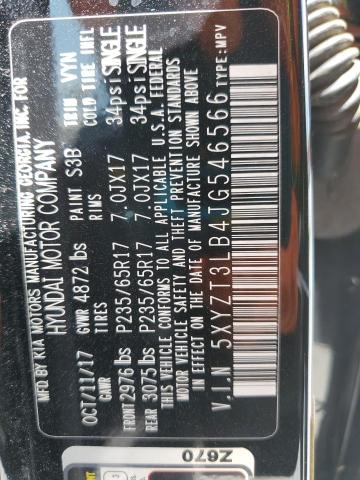 MFG.BY KIA MOTORS MANUFACTURING GEORGIA, INC. FOR
HYUNDAI MOTOR COMPANY
OCT/11/17 GVWR 4872 lbs PAINT S3B TRIM VYN
GAWR TIRES RIMS COLD TIRE INFL
FRONT 2976 lbs P235/65R17 7.0JX17 34psi SINGLE
REAR 3075 lbs P235/65R17 7.0JX17 34psi SINGLE
THIS VEHICLE CONFORMS TO ALL APPLICABLE U.S.A. FEDERAL
MOTOR VEHICLE SAFETY AND THEFT PREVENTION STANDARDS
IN EFFECT ON THE DATE OF MANUFACTURE SHOWN ABOVE
V.I.N 5XYZT3LB4JG546566 TYPE:MPV
Z670